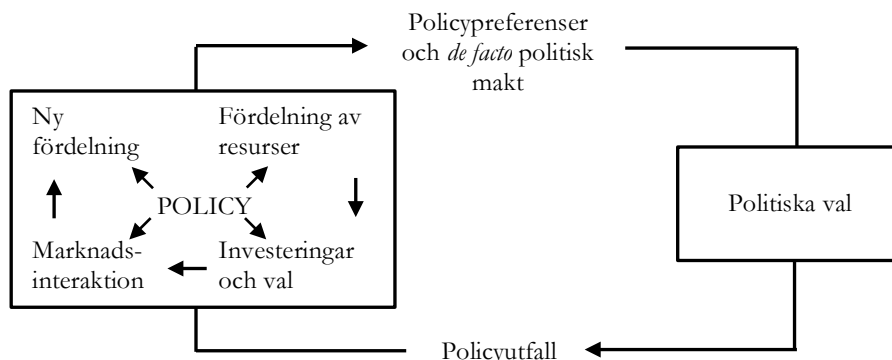 Policypreferenser
och de facto politisk
makt
Ny
fördelning
Fördelning av
resurser
POLICY
Marknads-
interaktion
Investeringar
och val
Politiska val
Policyutfall